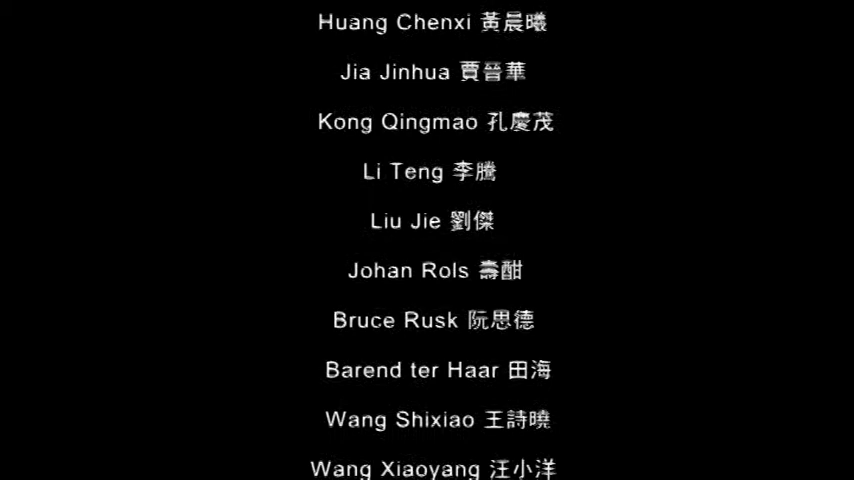 Huang Chenxi 黃晨曦
Jia Jinhua 賈晉華
Kong Qingmao 孔慶茂
Li Teng 李騰
Liu Jie 劉傑
Johan Rols 壽酣
Bruce Rusk 阮思德
Barend ter Haar 田海
Wang Shixiao 王詩曉
Wang Xiaoyang 汪小洋